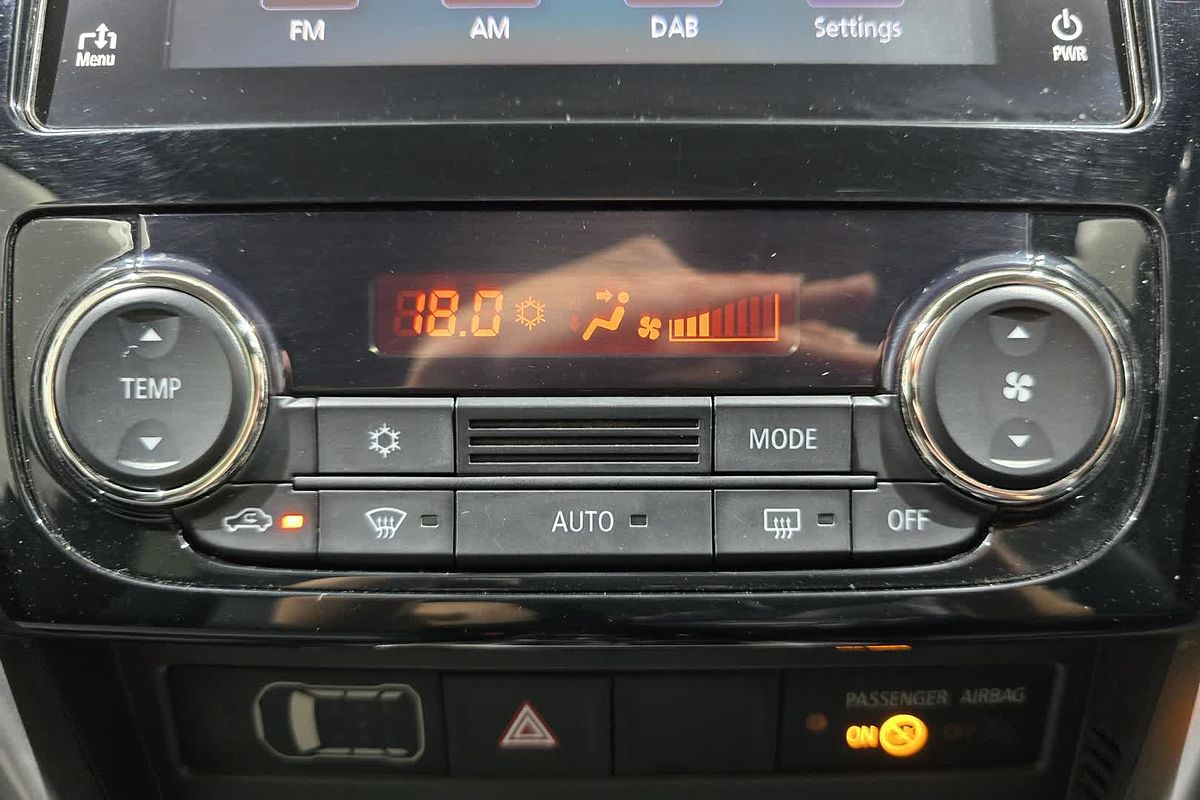 FM AM DAB Settings
Menu
PWR
18.0
TEMP
MODE
AUTO
OFF
PASSENGER AIRBAG
ON OFF